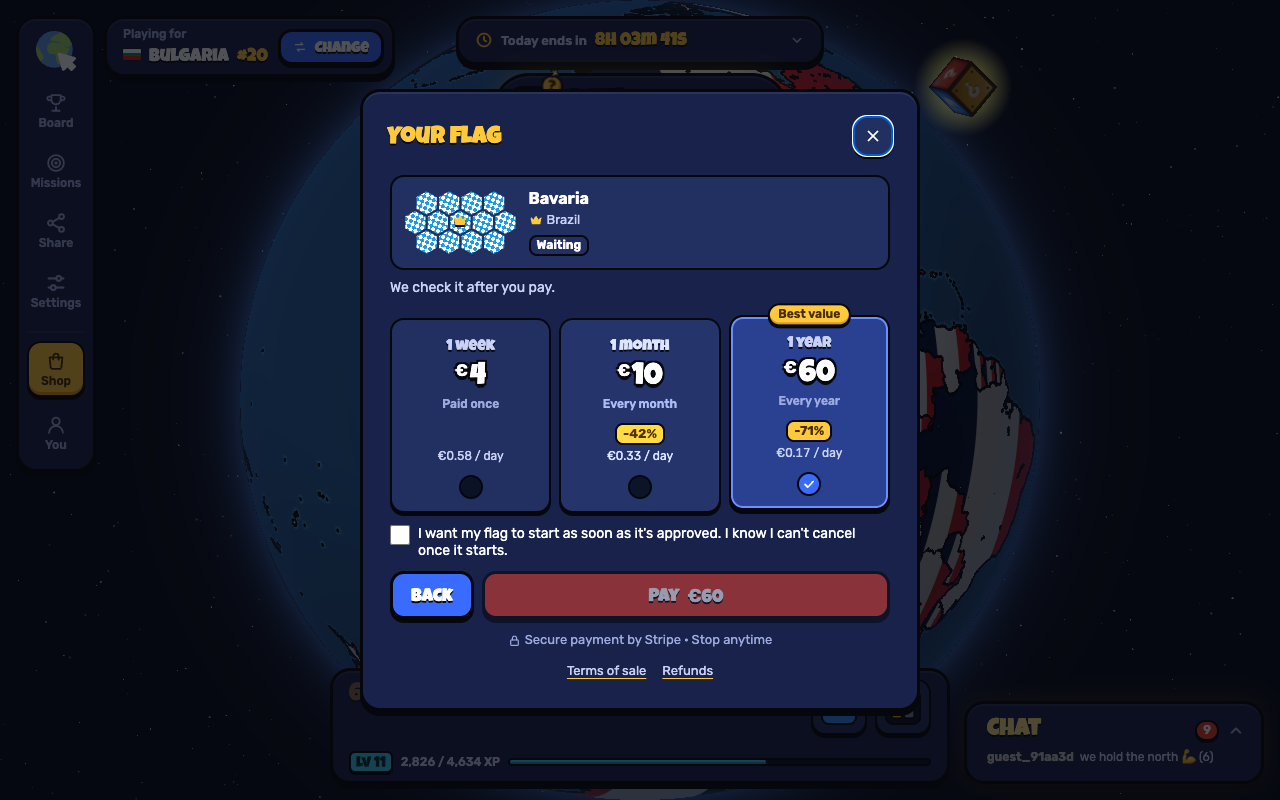 Playing for
BULGARIA #20
CHANGE
Today ends in 8H 03M 41S
Board
Missions
Share
Settings
Shop
You
YOUR FLAG
Bavaria
Brazil
Waiting
We check it after you pay.
1 WEEK
€4
Paid once
€0.58 / day
1 MONTH
€10
Every month
-42%
€0.33 / day
Best value
1 YEAR
€60
Every year
-71%
€0.17 / day
I want my flag to start as soon as it's approved. I know I can't cancel
once it starts.
BACK
PAY €60
Secure payment by Stripe • Stop anytime
Terms of sale Refunds
LV 11 2,826 / 4,634 XP
CHAT 9
guest_91aa3d we hold the north 💪 (6)